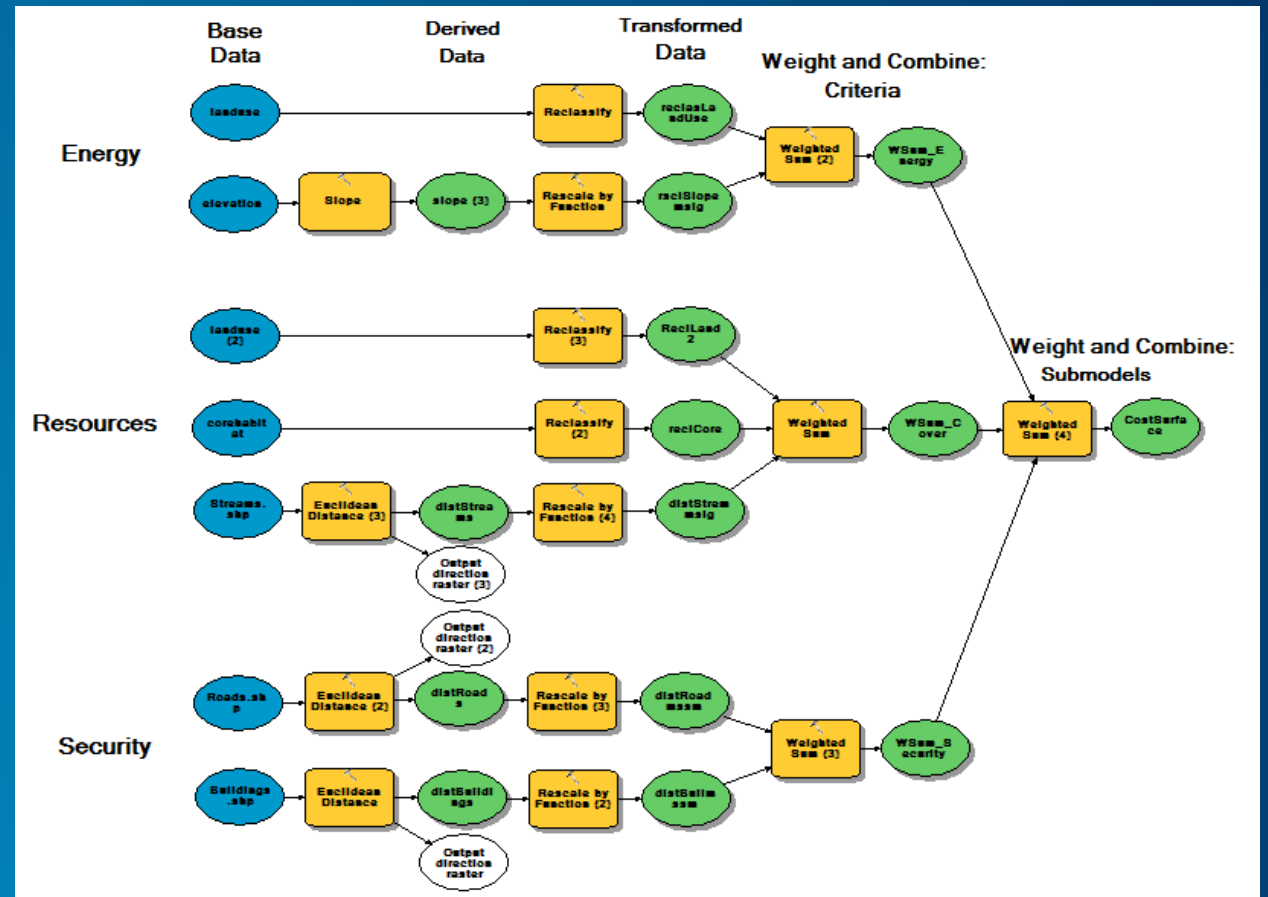 Base
Data
Derived
Data
Transformed
Data
Weight and Combine:
Criteria
Energy
landuse
Reclassify
reclasLa
ndUse
Weighted
Sum (2)
WSum_E
nergy
elevation
Slope
slope (3)
Rescale by
Function
rsclSlope
msig
Resources
landuse
(2)
Reclassify
(3)
ReclLand
2
corehabit
at
Reclassify
(2)
reclCore
Weighted
Sum
WSum_C
over
Weight and Combine:
Submodels
Weighted
Sum (4)
CostSurfa
ce
Streams.
shp
Euclidean
Distance (3)
distStrea
ms
Rescale by
Function (4)
distStrem
msig
Output
direction
raster (3)
Security
Output
direction
raster (2)
Roads.sh
p
Euclidean
Distance (2)
distRoad
s
Rescale by
Function (3)
distRoad
mssm
Weighted
Sum (3)
WSum_S
ecurity
Buildings
.shp
Euclidean
Distance
distBuildi
ngs
Rescale by
Function (2)
distBuilm
ssm
Output
direction
raster